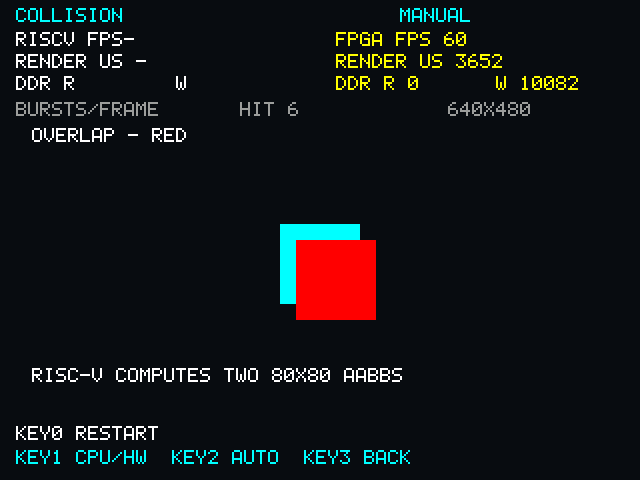 COLLISION MANUAL
RISCV FPS- FPGA FPS 60
RENDER US - RENDER US 3652
DDR R W DDR R 0 W 10082
BURSTS/FRAME HIT 6 640X480
OVERLAP - RED
RISC-V COMPUTES TWO 80X80 AABBS
KEY0 RESTART
KEY1 CPU/HW KEY2 AUTO KEY3 BACK